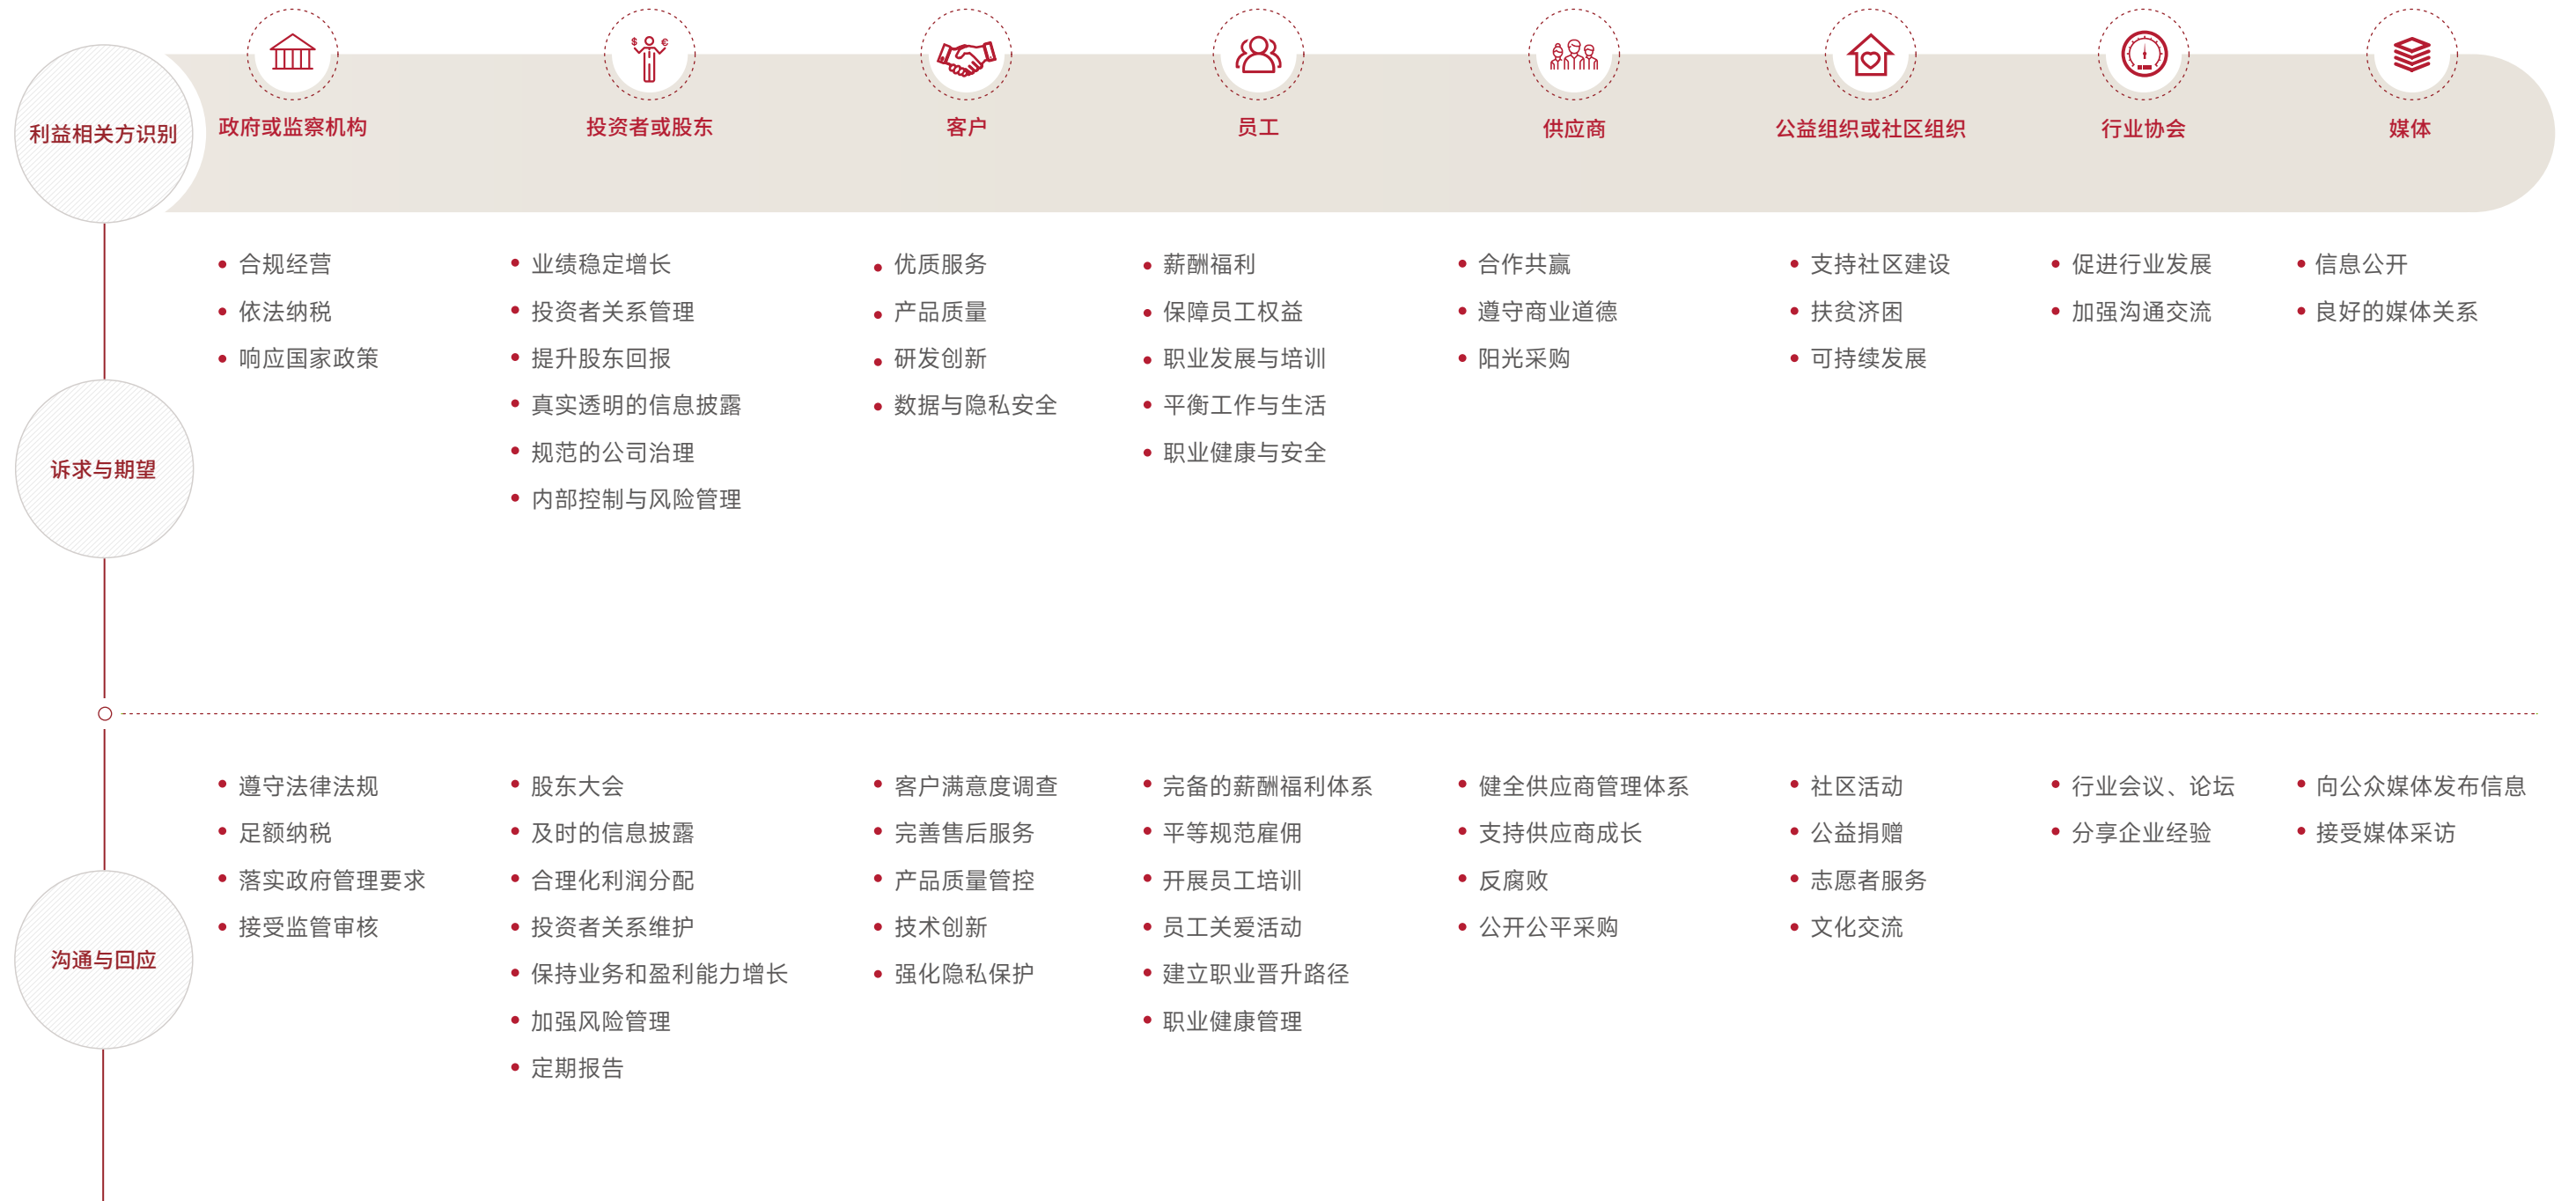 利益相关方识别
政府或监察机构
投资者或股东
客户
员工
供应商
公益组织或社区组织
行业协会
媒体
诉求与期望
合规经营
依法纳税
响应国家政策
业绩稳定增长
投资者关系管理
提升股东回报
真实透明的信息披露
规范的公司治理
内部控制与风险管理
优质服务
产品质量
研发创新
数据与隐私安全
薪酬福利
保障员工权益
职业发展与培训
平衡工作与生活
职业健康与安全
合作共赢
遵守商业道德
阳光采购
支持社区建设
扶贫济困
可持续发展
促进行业发展
加强沟通交流
信息公开
良好的媒体关系
沟通与回应
遵守法律法规
足额纳税
落实政府管理要求
接受监管审核
股东大会
及时的信息披露
合理化利润分配
投资者关系维护
保持业务和盈利能力增长
加强风险管理
定期报告
客户满意度调查
完善售后服务
产品质量管控
技术创新
强化隐私保护
完备的薪酬福利体系
平等规范雇佣
开展员工培训
员工关爱活动
建立职业晋升路径
职业健康管理
健全供应商管理体系
支持供应商成长
反腐败
公开公平采购
社区活动
公益捐赠
志愿者服务
文化交流
行业会议、论坛
分享企业经验
向公众媒体发布信息
接受媒体采访